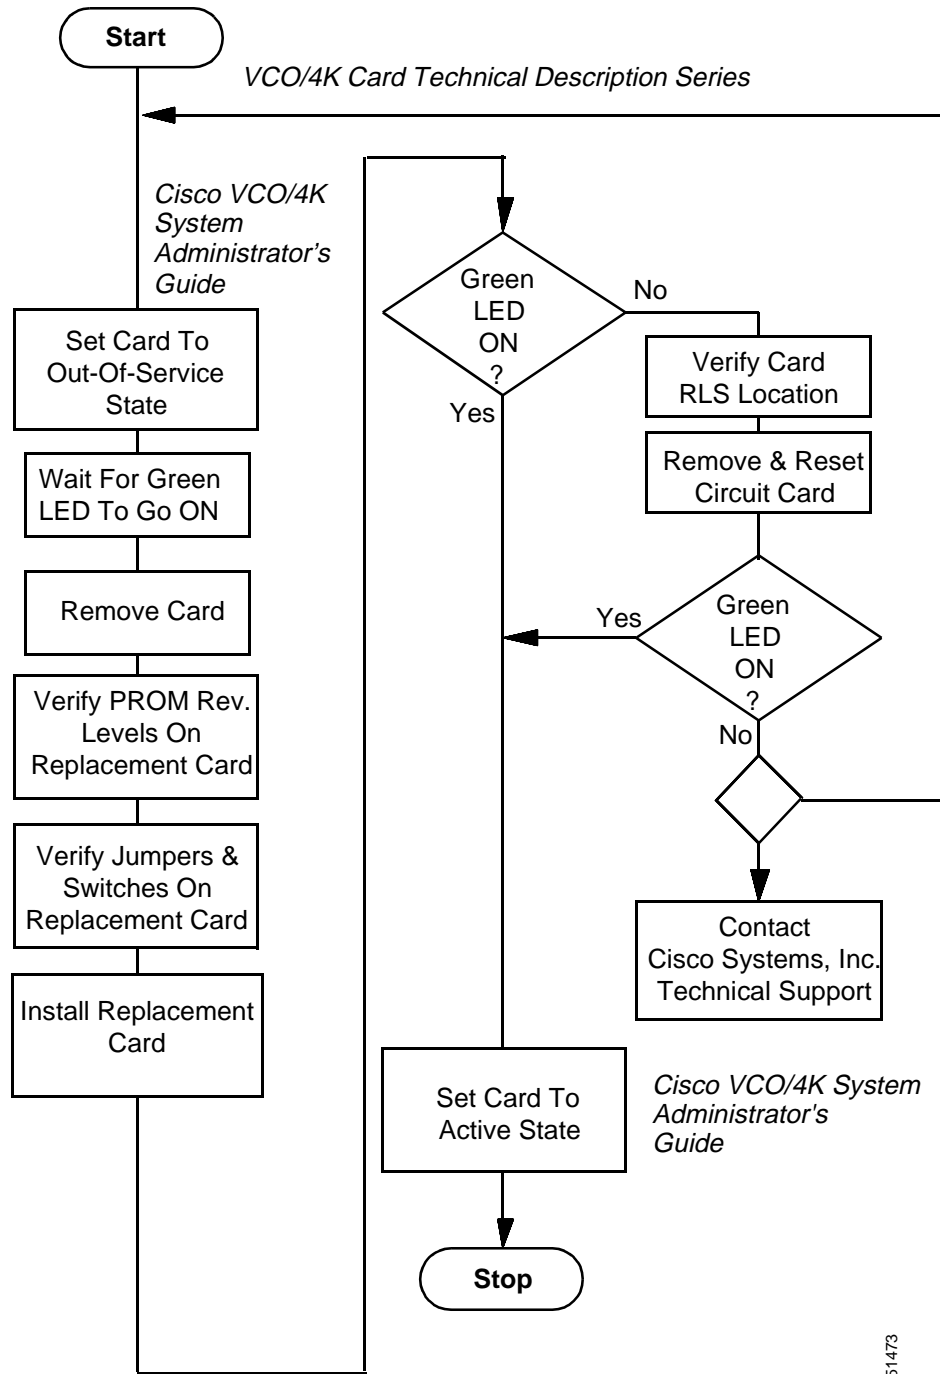 Start
VCO/4K Card Technical Description Series
Cisco VCO/4K
System
Administrator's
Guide
Set Card To
Out-Of-Service
State
Wait For Green
LED To Go ON
Remove Card
Verify PROM Rev.
Levels On
Replacement Card
Verify Jumpers &
Switches On
Replacement Card
Install Replacement
Card
Green
LED
ON
?
No
Yes
Verify Card
RLS Location
Remove & Reset
Circuit Card
Green
LED
ON
?
Yes
No
Contact
Cisco Systems, Inc.
Technical Support
Set Card To
Active State
Cisco VCO/4K System
Administrator's
Guide
Stop
61473